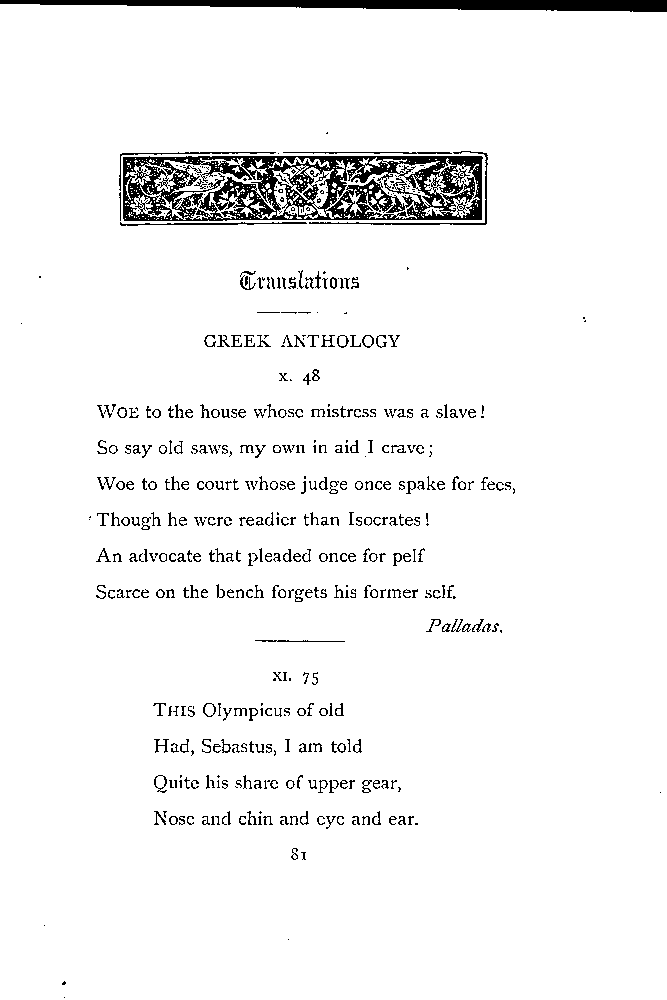 Translations
GREEK ANTHOLOGY
X. 48
WOE to the house whose mistress was a slave!
So say old saws, my own in aid I crave;
Woe to the court whose judge once spake for fees,
Though he were readier than Isocrates!
An advocate that pleaded once for pelf
Scarce on the bench forgets his former self.
Palladas.
XI. 75
THIS Olympicus of old
Had, Sebastus, I am told
Quite his share of upper gear,
Nose and chin and eye and ear.
81